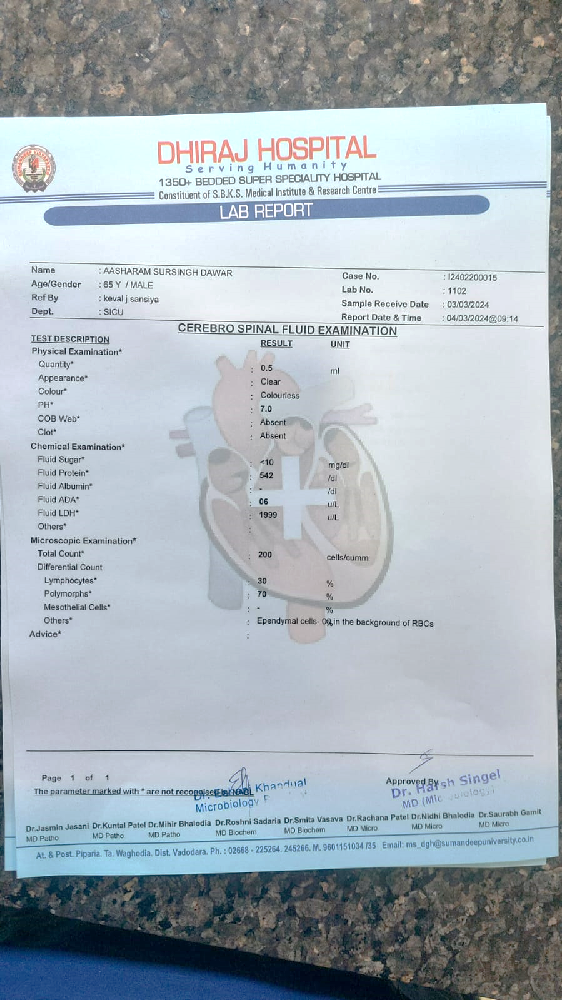 DHIRAJ HOSPITAL
Serving Humanity
1350+ BEDDED SUPER SPECIALITY HOSPITAL
Constituent of S.B.K.S. Medical Institute & Research Centre
LAB REPORT
Name : AASHARAM SURSINGH DAWAR
Age/Gender : 65 Y / MALE
Ref By : keval j sansiya
Dept. : SICU
Case No. : I2402200015
Lab No. : 1102
Sample Receive Date : 03/03/2024
Report Date & Time : 04/03/2024@09:14
CEREBRO SPINAL FLUID EXAMINATION
TEST DESCRIPTION RESULT UNIT
Physical Examination*
Quantity* : 0.5 ml
Appearance* : Clear
Colour* : Colourless
PH* : 7.0
COB Web* : Absent
Clot* : Absent
Chemical Examination*
Fluid Sugar* : <10 mg/dl
Fluid Protein* : 542 /dl
Fluid Albumin* : - /dl
Fluid ADA* : 06 u/L
Fluid LDH* : 1999 u/L
Others* :
Microscopic Examination*
Total Count* : 200 cells/cumm
Differential Count
Lymphocytes* : 30 %
Polymorphs* : 70 %
Mesothelial Cells* : - %
Others* : Ependymal cells- 0% in the background of RBCs
Advice* :
Page 1 of 1
The parameter marked with * are not recognised by NABL
Khandual
Microbiology
Approved By
Dr. Harsh Singel
MD
Dr.Jasmin Jasani Dr.Kuntal Patel Dr.Mihir Bhalodia Dr.Roshni Sadaria Dr.Smita Vasava Dr.Rachana Patel Dr.Nidhi Bhalodia Dr.Saurabh Gamit
MD Patho MD Patho MD Patho MD Biochem MD Biochem MD Micro MD Micro MD Micro
At. & Post. Piparia. Ta. Waghodia. Dist. Vadodara. Ph. : 02668 - 225264. 245266. M. 9601151034 /35 Email: ms_dgh@sumandeepuniversity.co.in